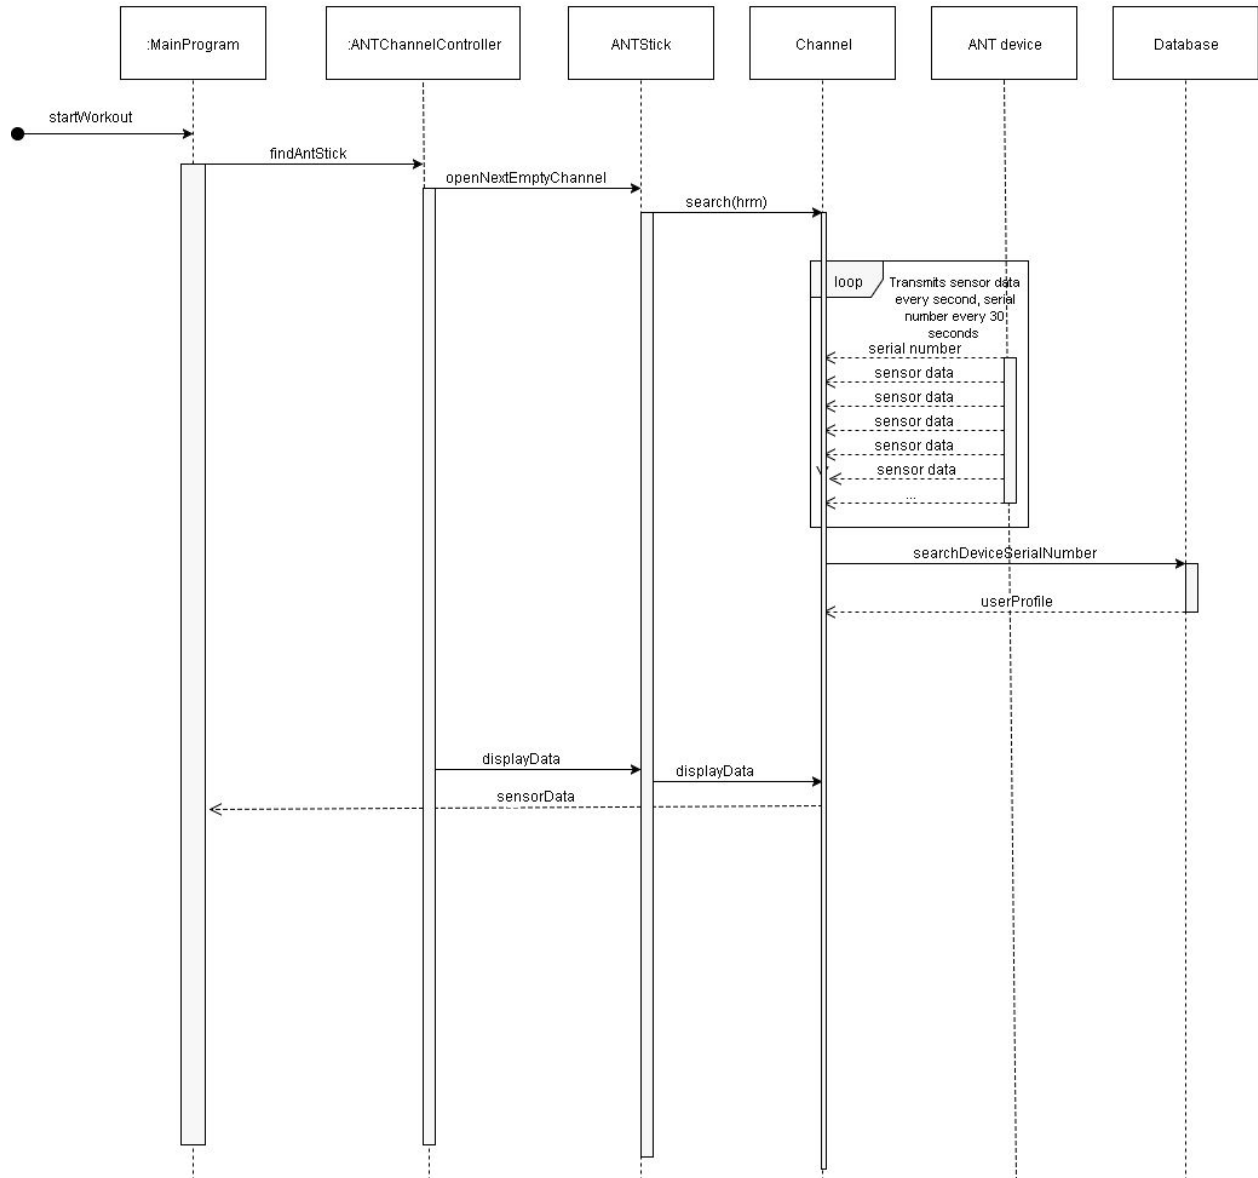 :MainProgram
:ANTChannelController
ANTStick
Channel
ANT device
Database
startWorkout
findAntStick
openNextEmptyChannel
search(hrm)
loop
Transmits sensor data
every second, serial
number every 30
seconds
serial number
sensor data
sensor data
sensor data
sensor data
sensor data
...
searchDeviceSerialNumber
userProfile
displayData
displayData
sensorData